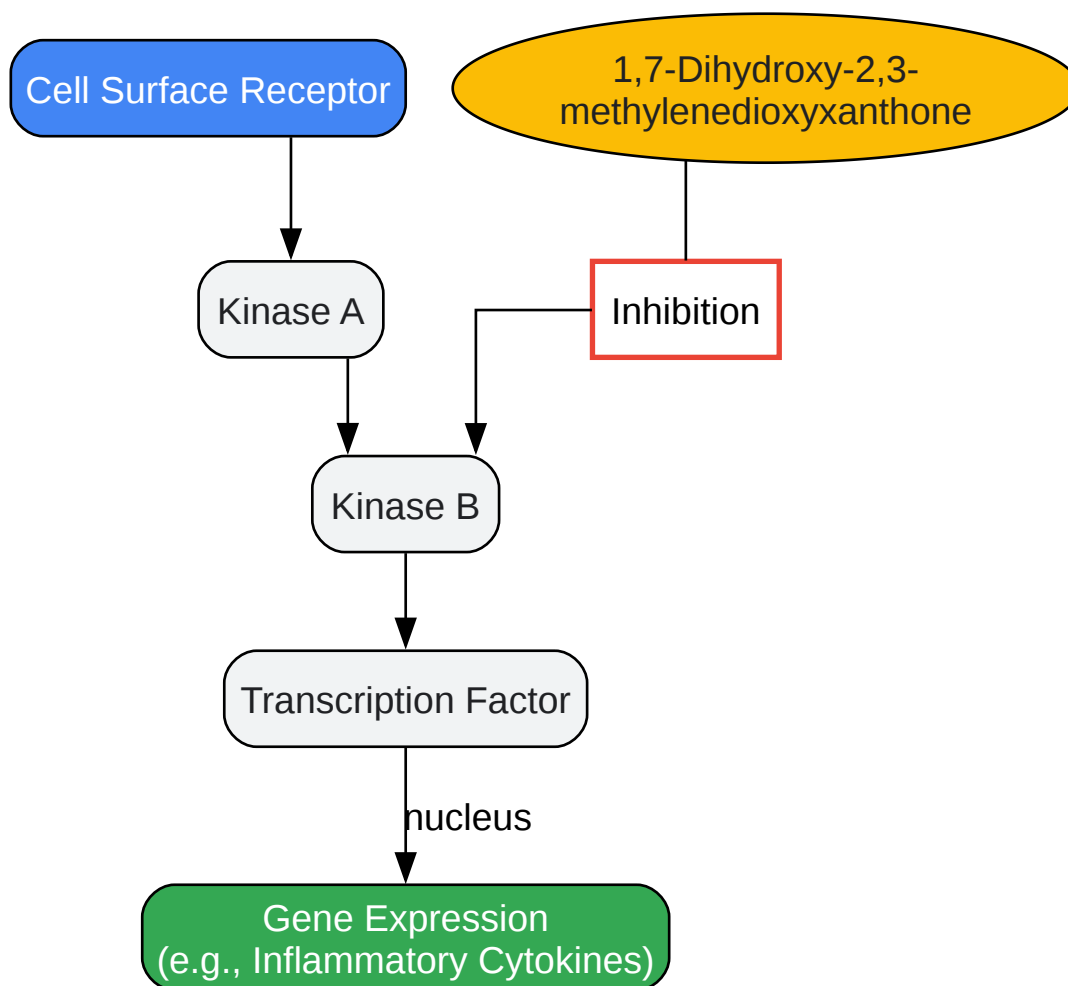 Cell Surface Receptor
1,7-Dihydroxy-2,3-
methylenedioxyxanthone
Kinase A
Inhibition
Kinase B
Transcription Factor
nucleus
Gene Expression
(e.g., Inflammatory Cytokines)